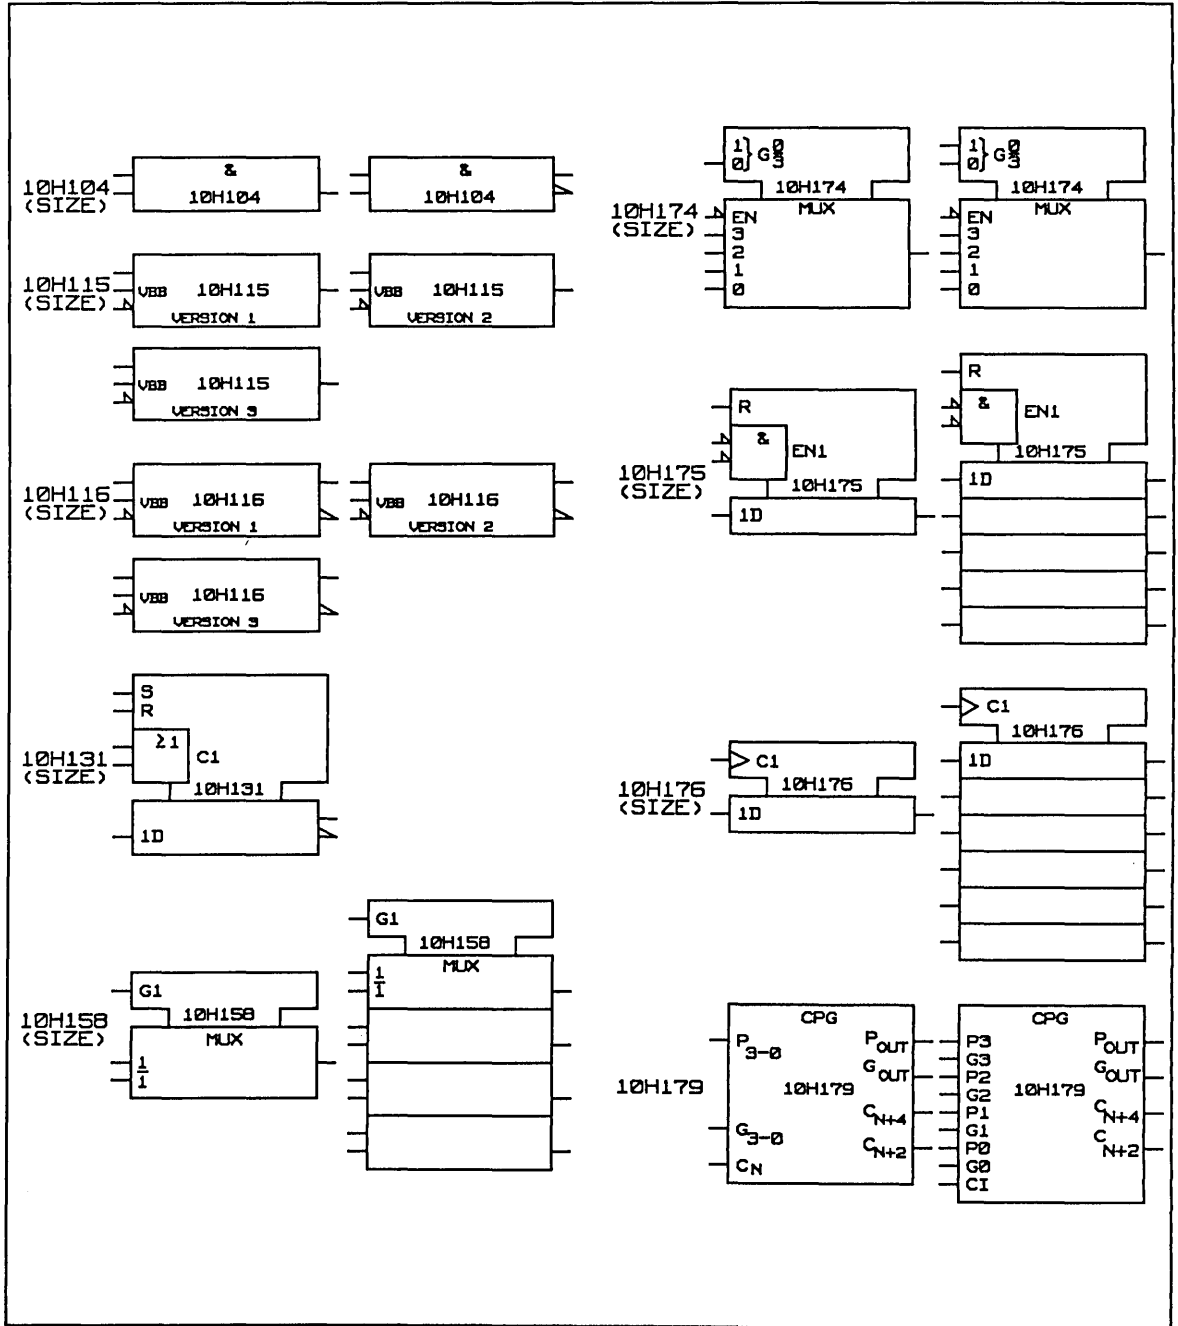 10H104
(SIZE)
&
10H104
&
10H104
10H115
(SIZE)
VBB 10H115
VERSION 1
VBB 10H115
VERSION 2
VBB 10H115
VERSION 3
10H116
(SIZE)
VBB 10H116
VERSION 1
VBB 10H116
VERSION 2
VBB 10H116
VERSION 3
10H131
(SIZE)
S
R
≥1
C1
10H131
1D
10H158
(SIZE)
G1
10H158
MUX
1
1
G1
10H158
MUX
1
1
10H174
(SIZE)
1
0
} G 0
3
10H174
MUX
EN
3
2
1
0
1
0
} G 0
3
10H174
MUX
EN
3
2
1
0
10H175
(SIZE)
R
&
EN1
10H175
1D
R
&
EN1
10H175
1D
10H176
(SIZE)
C1
10H176
1D
C1
10H176
1D
10H179
CPG
P3-0
POUT
GOUT
10H179
CN+4
G3-0
CN+2
CN
CPG
P3
POUT
G3
GOUT
P2
10H179
G2
P1
CN+4
G1
P0
CN+2
G0
CI